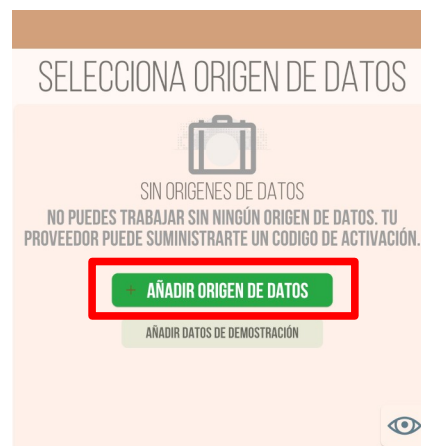 SELECCIONA ORIGEN DE DATOS
SIN ORIGENES DE DATOS
NO PUEDES TRABAJAR SIN NINGÚN ORIGEN DE DATOS. TU
PROVEEDOR PUEDE SUMINISTRARTE UN CODIGO DE ACTIVACIÓN.
+ AÑADIR ORIGEN DE DATOS
AÑADIR DATOS DE DEMOSTRACIÓN